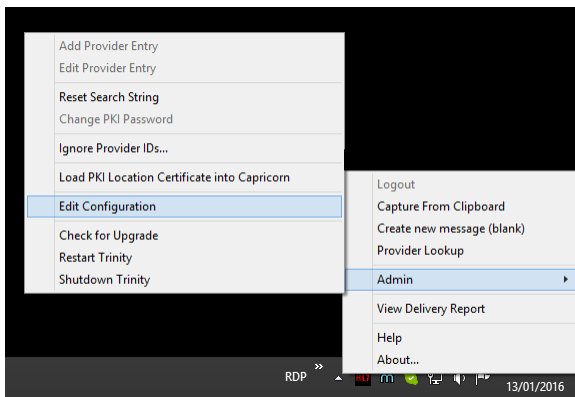 Add Provider Entry
Edit Provider Entry
Reset Search String
Change PKI Password
Ignore Provider IDs...
Load PKI Location Certificate into Capricorn
Edit Configuration
Check for Upgrade
Restart Trinity
Shutdown Trinity
Logout
Capture From Clipboard
Create new message (blank)
Provider Lookup
Admin
View Delivery Report
Help
About...
RDP
13/01/2016